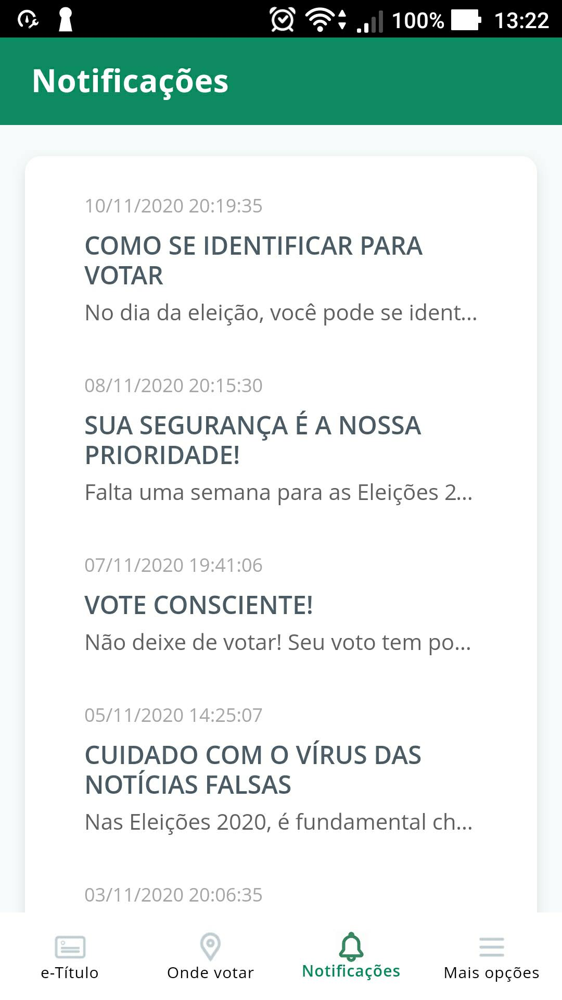 100% 13:22
Notificações
10/11/2020 20:19:35
COMO SE IDENTIFICAR PARA
VOTAR
No dia da eleição, você pode se ident...
08/11/2020 20:15:30
SUA SEGURANÇA É A NOSSA
PRIORIDADE!
Falta uma semana para as Eleições 2...
07/11/2020 19:41:06
VOTE CONSCIENTE!
Não deixe de votar! Seu voto tem po...
05/11/2020 14:25:07
CUIDADO COM O VÍRUS DAS
NOTÍCIAS FALSAS
Nas Eleições 2020, é fundamental ch...
03/11/2020 20:06:35
e-Título Onde votar Notificações Mais opções